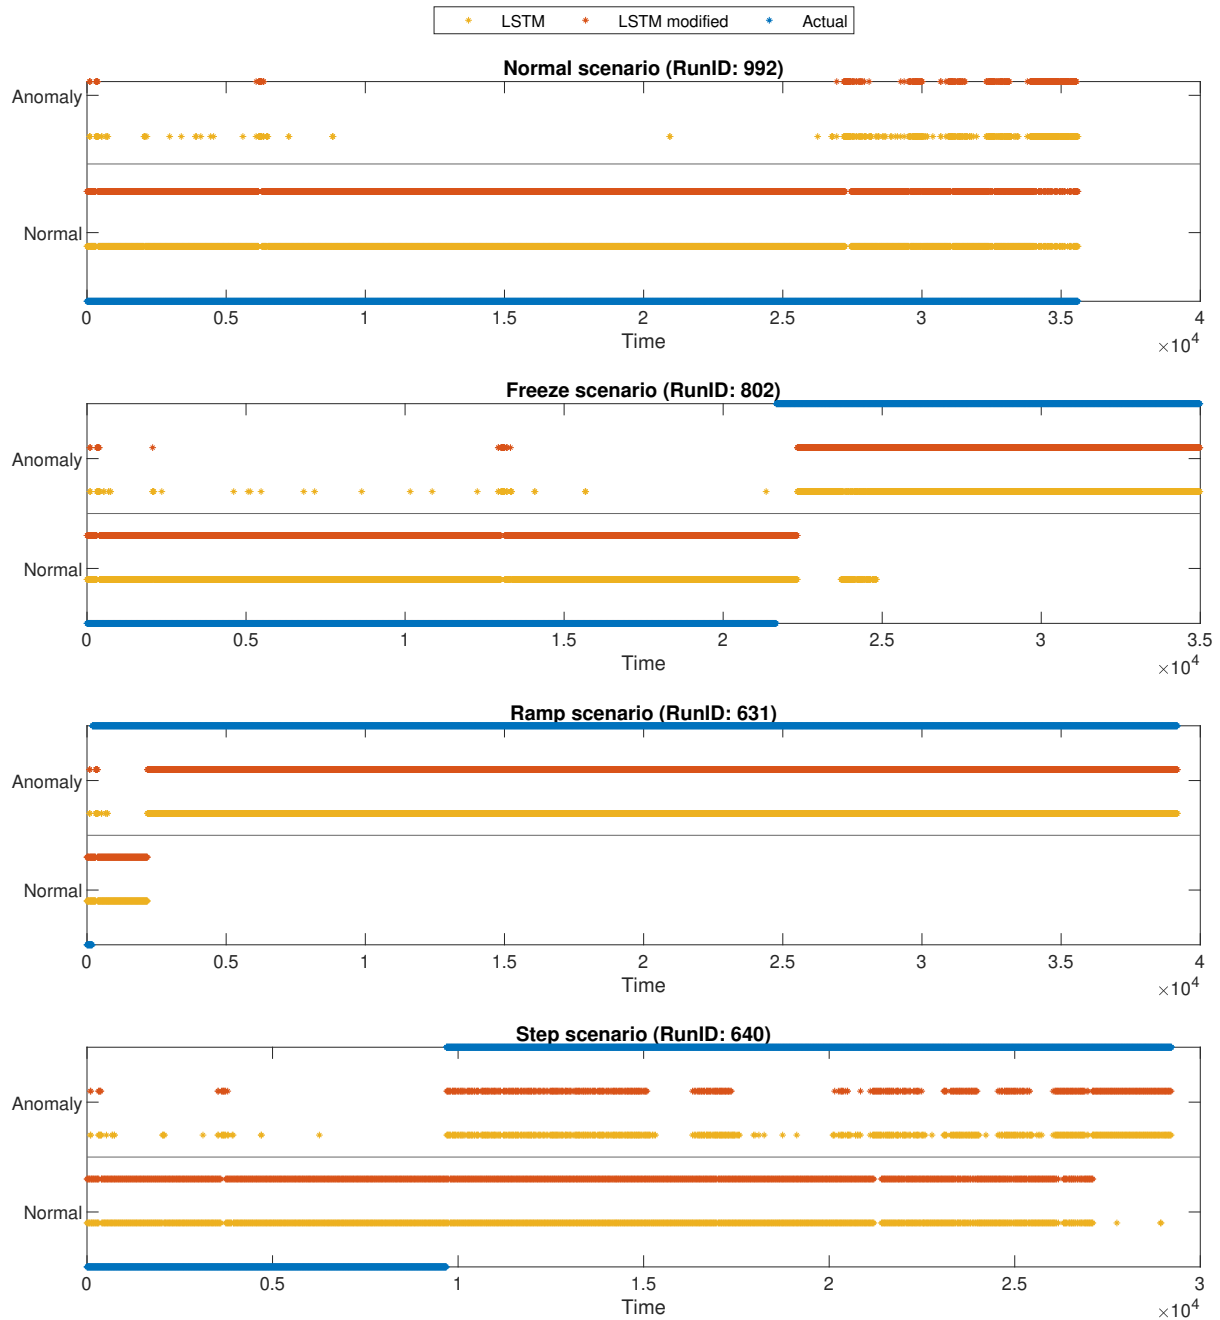 LSTM LSTM modified Actual
Normal scenario (RunID: 992)
Anomaly
Normal
0 0.5 1 1.5 2 2.5 3 3.5 4
Time
×10^4
Freeze scenario (RunID: 802)
Anomaly
Normal
0 0.5 1 1.5 2 2.5 3 3.5
Time
×10^4
Ramp scenario (RunID: 631)
Anomaly
Normal
0 0.5 1 1.5 2 2.5 3 3.5 4
Time
×10^4
Step scenario (RunID: 640)
Anomaly
Normal
0 0.5 1 1.5 2 2.5 3
Time
×10^4